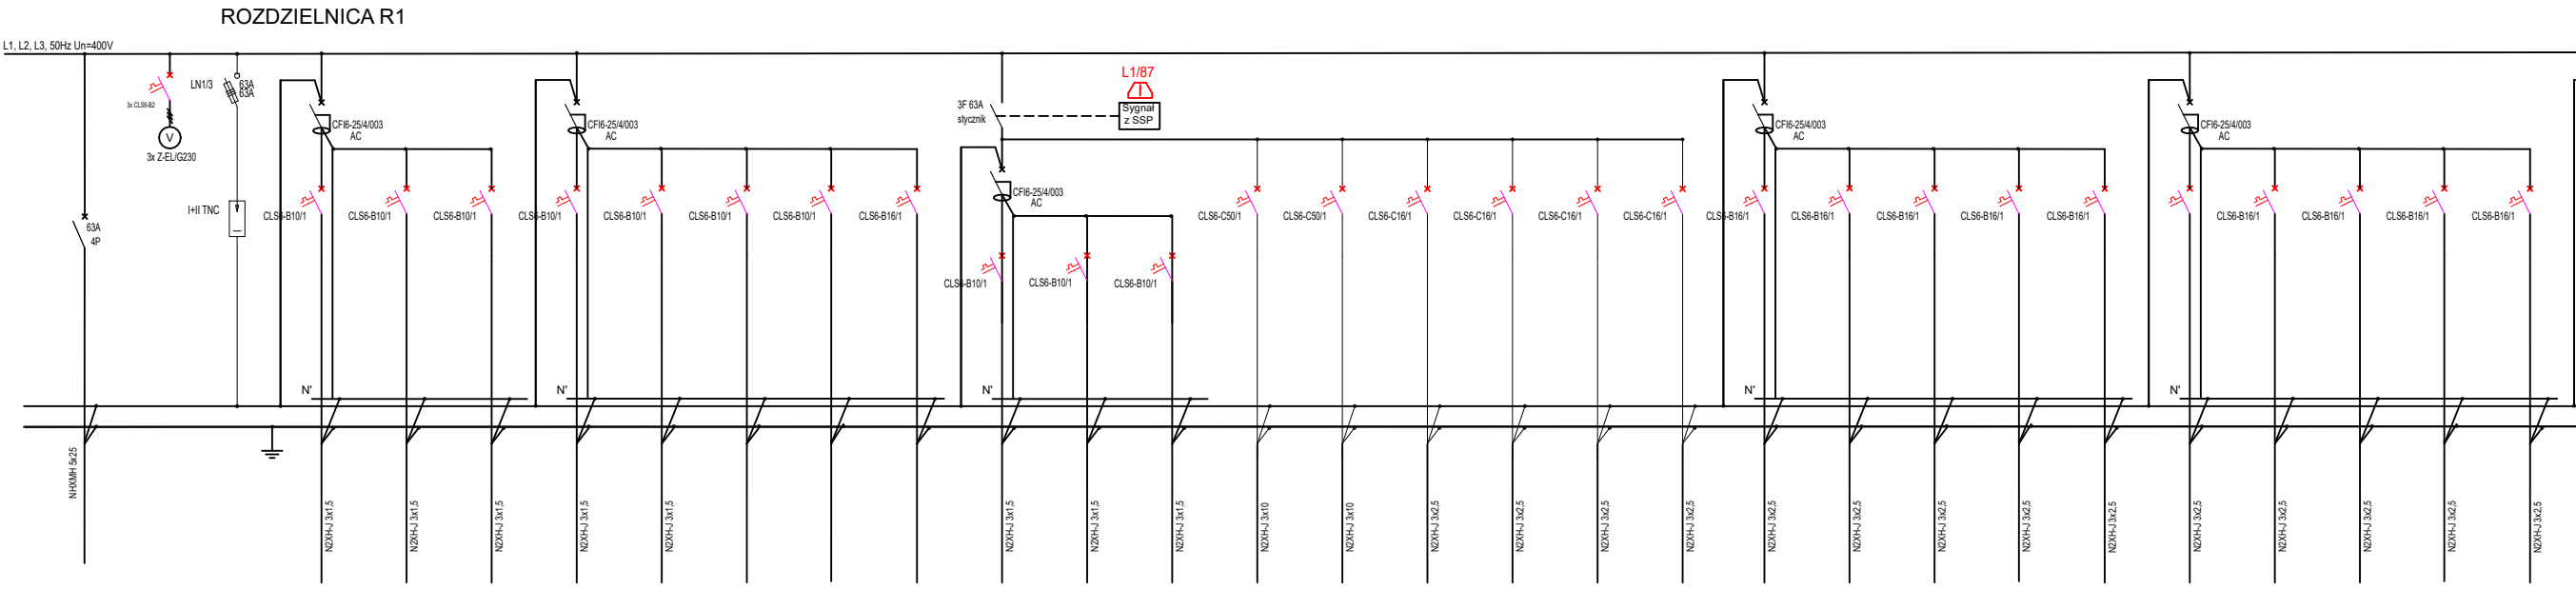 ROZDZIELNICA R1
L1, L2, L3, 50Hz Un=400V
L1/87
Sygnał
z SSP
3F 63A
stycznik
LN1/3
63A
63A
3x CLS6-B2
V
3x Z-EL/G230
CFI6-25/4/003
AC
CFI6-25/4/003
AC
CFI6-25/4/003
AC
CFI6-25/4/003
AC
CFI6-25/4/003
AC
I+II TNC
63A
4P
CLS6-B10/1
CLS6-B10/1
CLS6-B10/1
CLS6-B10/1
CLS6-B10/1
CLS6-B10/1
CLS6-B10/1
CLS6-B16/1
CLS6-C50/1
CLS6-C50/1
CLS6-C16/1
CLS6-C16/1
CLS6-C16/1
CLS6-C16/1
CLS6-B16/1
CLS6-B16/1
CLS6-B16/1
CLS6-B16/1
CLS6-B16/1
CLS6-B16/1
CLS6-B16/1
CLS6-B16/1
CLS6-B16/1
CLS6-B10/1
CLS6-B10/1
CLS6-B10/1
N'
N'
N'
N'
N'
NHXMH 5x25
N2XH-J 3x1,5
N2XH-J 3x1,5
N2XH-J 3x1,5
N2XH-J 3x1,5
N2XH-J 3x1,5
N2XH-J 3x1,5
N2XH-J 3x1,5
N2XH-J 3x1,5
N2XH-J 3x10
N2XH-J 3x10
N2XH-J 3x2,5
N2XH-J 3x2,5
N2XH-J 3x2,5
N2XH-J 3x2,5
N2XH-J 3x2,5
N2XH-J 3x2,5
N2XH-J 3x2,5
N2XH-J 3x2,5
N2XH-J 3x2,5
N2XH-J 3x2,5
N2XH-J 3x2,5
N2XH-J 3x2,5
N2XH-J 3x2,5
N2XH-J 3x2,5